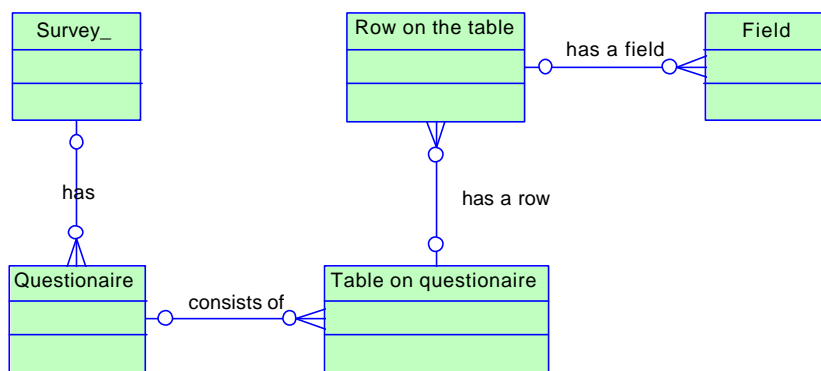 Survey_
Row on the table
has a field
Field
has
has a row
Questionaire
consists of
Table on questionaire